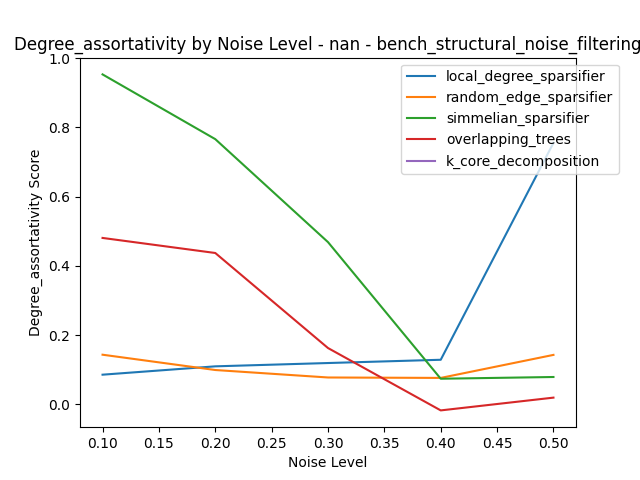 Degree_assortativity by Noise Level - nan - bench_structural_noise_filtering
local_degree_sparsifier
random_edge_sparsifier
simmelian_sparsifier
overlapping_trees
k_core_decomposition
Degree_assortativity Score
1.0
0.8
0.6
0.4
0.2
0.0
0.10 0.15 0.20 0.25 0.30 0.35 0.40 0.45 0.50
Noise Level